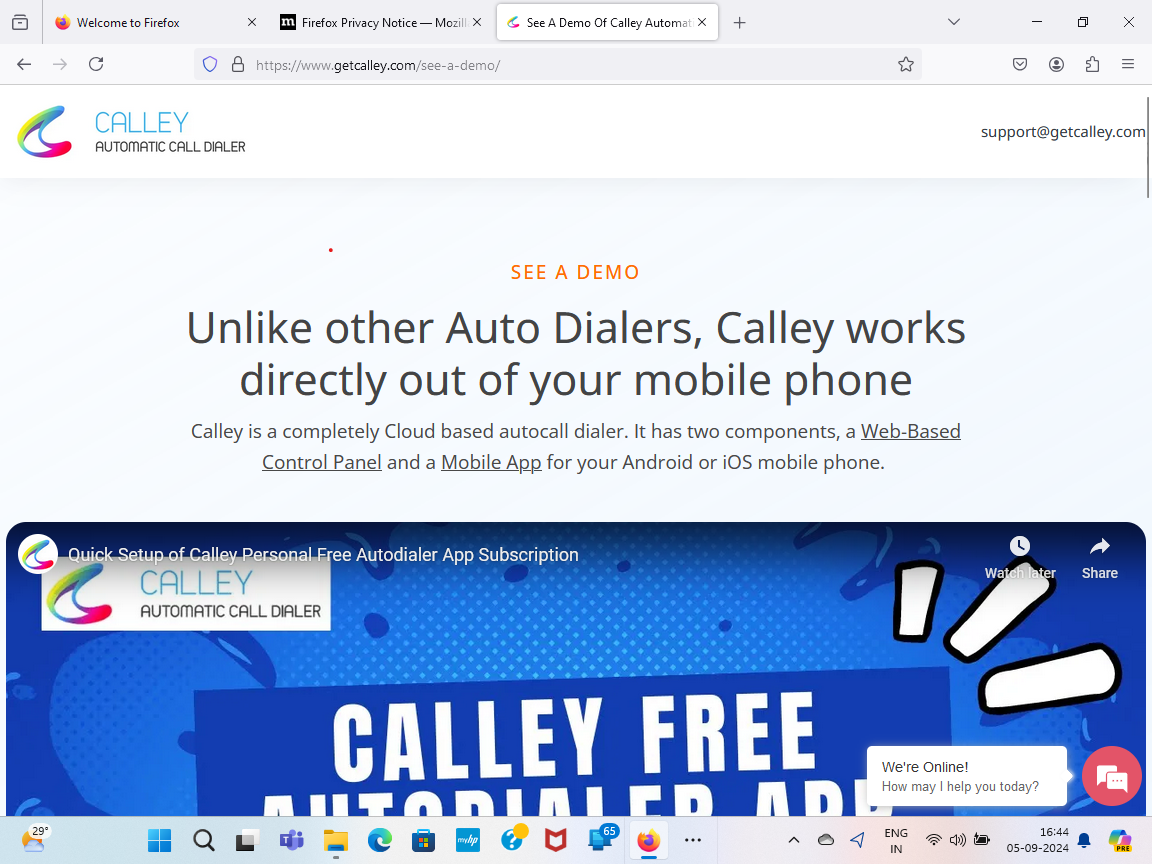 Welcome to Firefox
Firefox Privacy Notice — Mozill
See A Demo Of Calley Automat
https://www.getcalley.com/see-a-demo/
CALLEY
AUTOMATIC CALL DIALER
support@getcalley.com
SEE A DEMO
Unlike other Auto Dialers, Calley works
directly out of your mobile phone
Calley is a completely Cloud based autocall dialer. It has two components, a Web-Based
Control Panel and a Mobile App for your Android or iOS mobile phone.
Quick Setup of Calley Personal Free Autodialer App Subscription
Watch later
Share
CALLEY
AUTOMATIC CALL DIALER
CALLEY FREE
AUTODIALER APP
We're Online!
How may I help you today?
29°
myhp
65
ENG
IN
16:44
05-09-2024
PRE